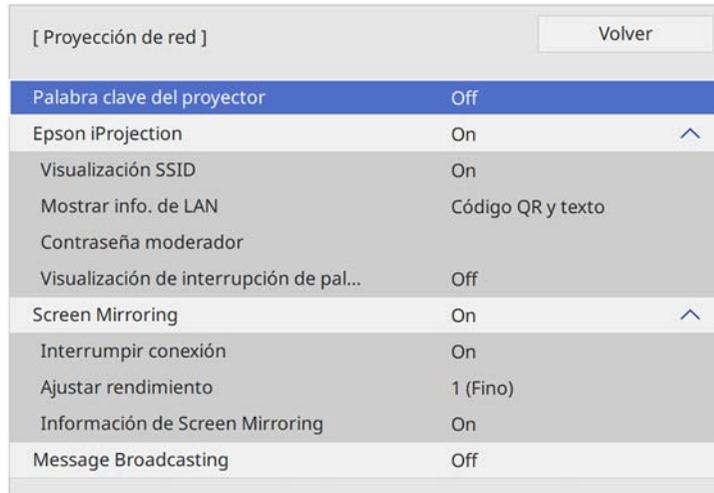 [ Proyección de red ] Volver
Palabra clave del proyector Off
Epson iProjection On
Visualización SSID On
Mostrar info. de LAN Código QR y texto
Contraseña moderador
Visualización de interrupción de pal... Off
Screen Mirroring On
Interrumpir conexión On
Ajustar rendimiento 1 (Fino)
Información de Screen Mirroring On
Message Broadcasting Off